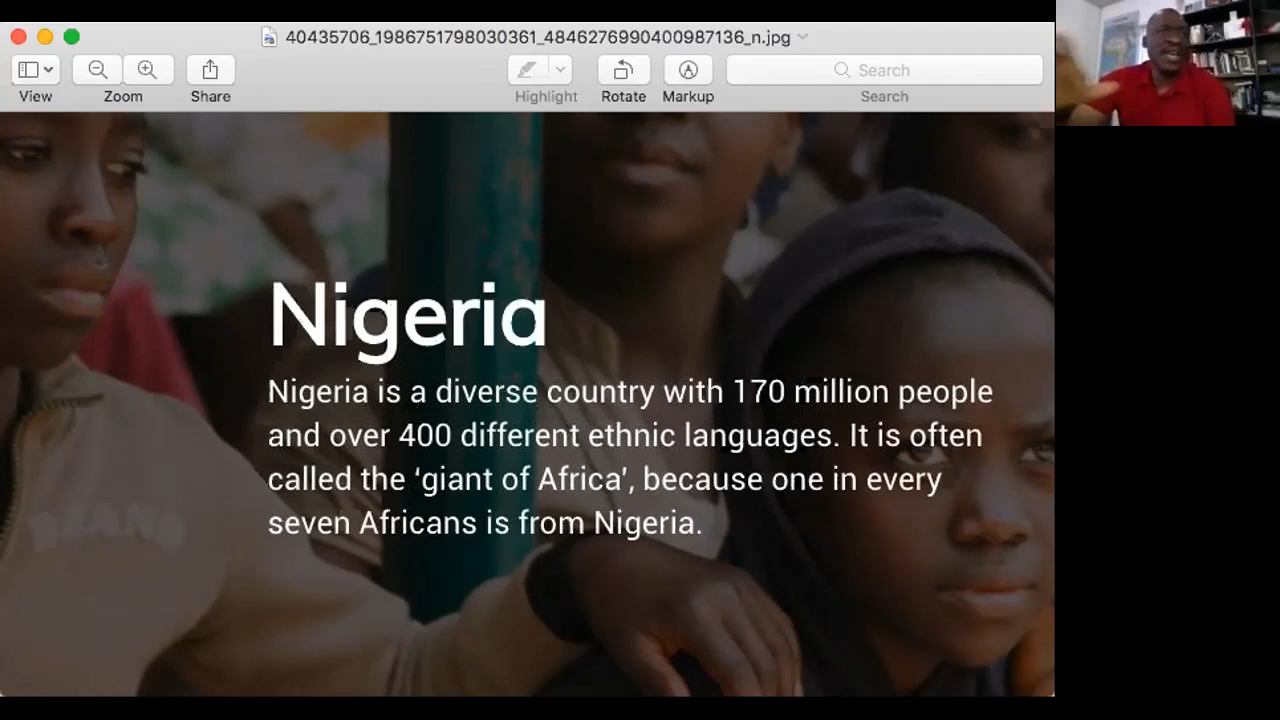 40435706_1986751798030361_4846276990400987136_n.jpg
View
Zoom
Share
Highlight
Rotate
Markup
Search
Search
Nigeria
Nigeria is a diverse country with 170 million people
and over 400 different ethnic languages. It is often
called the ‘giant of Africa’, because one in every
seven Africans is from Nigeria.